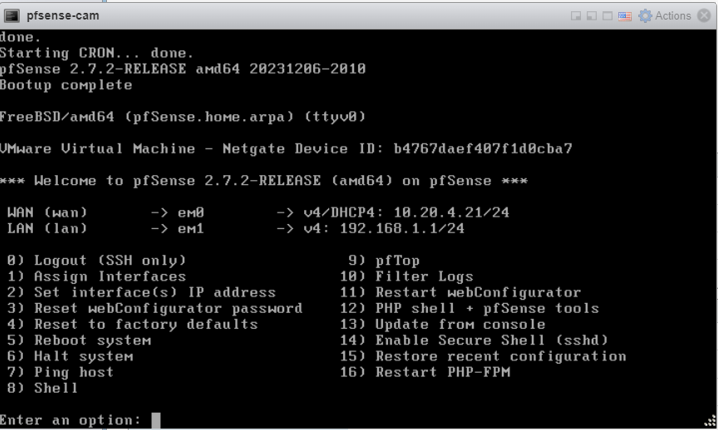 pfsense-cam
Actions
done.
Starting CRON... done.
pfSense 2.7.2-RELEASE amd64 20231206-2010
Bootup complete
FreeBSD/amd64 (pfSense.home.arpa) (ttyv0)
VMware Virtual Machine - Netgate Device ID: b4767daef407f1d0cba7
*** Welcome to pfSense 2.7.2-RELEASE (amd64) on pfSense ***
WAN (wan) -> em0 -> v4/DHCP4: 10.20.4.21/24
LAN (lan) -> em1 -> v4: 192.168.1.1/24
0) Logout (SSH only) 9) pfTop
1) Assign Interfaces 10) Filter Logs
2) Set interface(s) IP address 11) Restart webConfigurator
3) Reset webConfigurator password 12) PHP shell + pfSense tools
4) Reset to factory defaults 13) Update from console
5) Reboot system 14) Enable Secure Shell (sshd)
6) Halt system 15) Restore recent configuration
7) Ping host 16) Restart PHP-FPM
8) Shell
Enter an option: